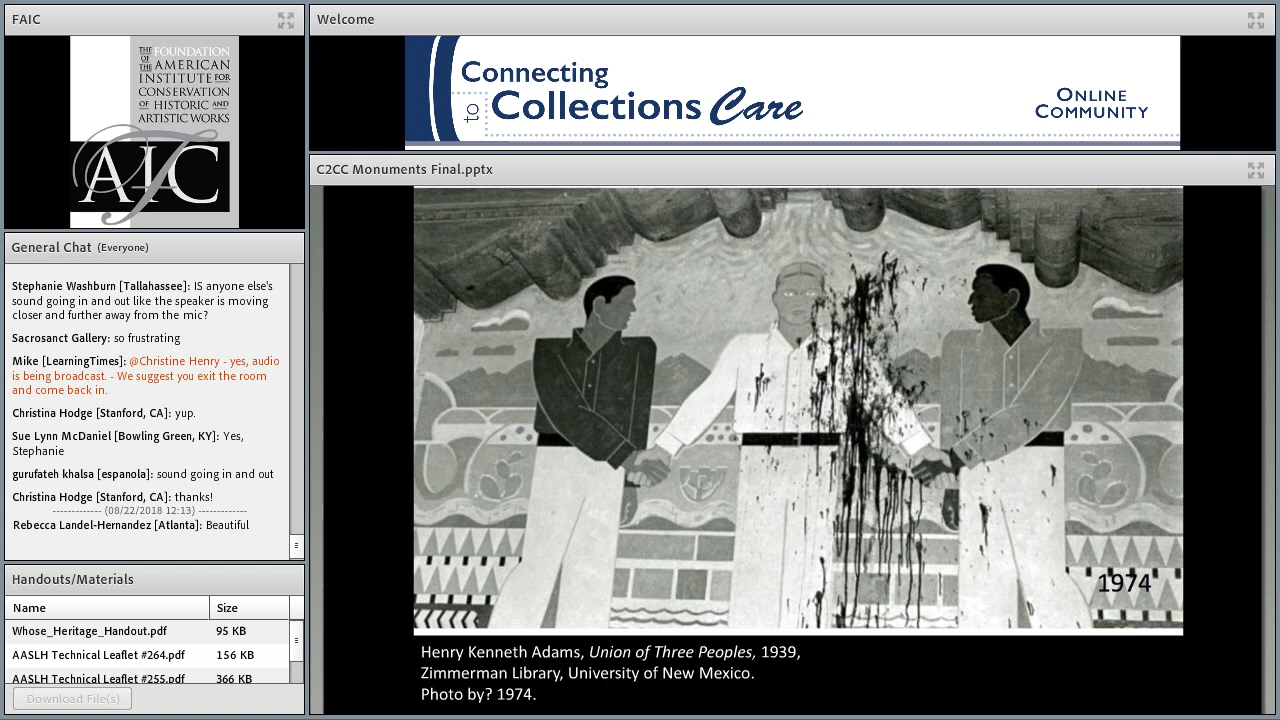 FAIC
THE FOUNDATION
OF THE AMERICAN
INSTITUTE FOR
CONSERVATION
OF HISTORIC AND
ARTISTIC WORKS
FAIC
General Chat (Everyone)
Stephanie Washburn [Tallahassee]: IS anyone else's
sound going in and out like the speaker is moving
closer and further away from the mic?
Sacrosanct Gallery: so frustrating
Mike [LearningTimes]: @Christine Henry - yes, audio
is being broadcast. - We suggest you exit the room
and come back in.
Christina Hodge [Stanford, CA]: yup.
Sue Lynn McDaniel [Bowling Green, KY]: Yes,
Stephanie
gurufateh khalsa [espanola]: sound going in and out
Christina Hodge [Stanford, CA]: thanks!
------------- (08/22/2018 12:13) -------------
Rebecca Landel-Hernandez [Atlanta]: Beautiful
Handouts/Materials
Name Size
Whose_Heritage_Handout.pdf 95 KB
AASLH Technical Leaflet #264.pdf 156 KB
AASLH Technical Leaflet #255.pdf 366 KB
Download File(s)
Welcome
Connecting
to Collections Care
ONLINE
COMMUNITY
C2CC Monuments Final.pptx
1974
Henry Kenneth Adams, Union of Three Peoples, 1939,
Zimmerman Library, University of New Mexico.
Photo by? 1974.